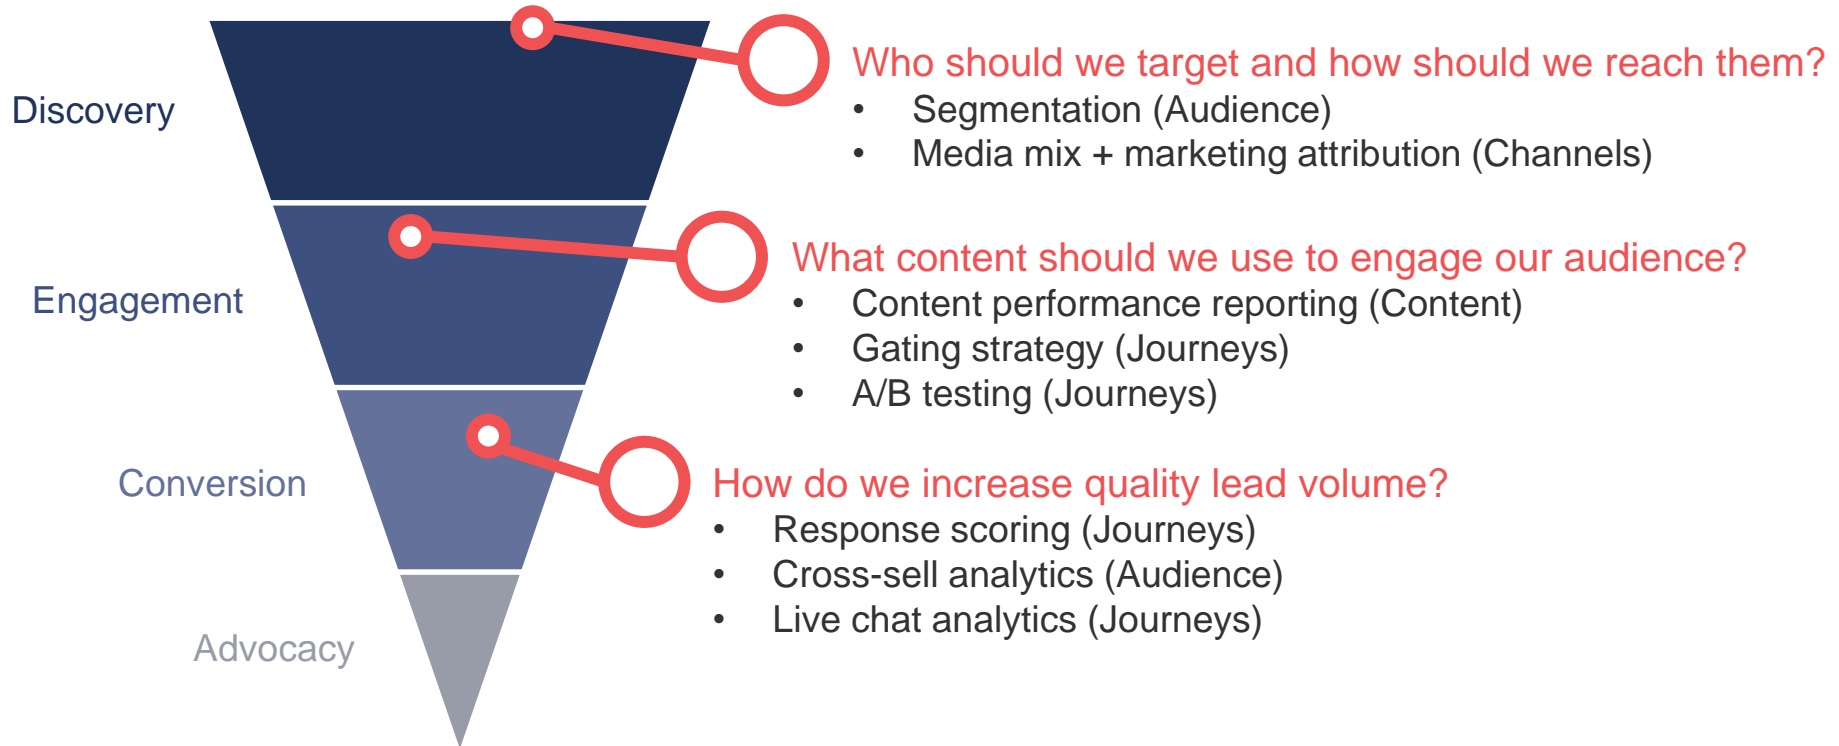 Discovery
Who should we target and how should we reach them?
• Segmentation (Audience)
• Media mix + marketing attribution (Channels)
Engagement
What content should we use to engage our audience?
• Content performance reporting (Content)
• Gating strategy (Journeys)
• A/B testing (Journeys)
Conversion
How do we increase quality lead volume?
• Response scoring (Journeys)
• Cross-sell analytics (Audience)
• Live chat analytics (Journeys)
Advocacy